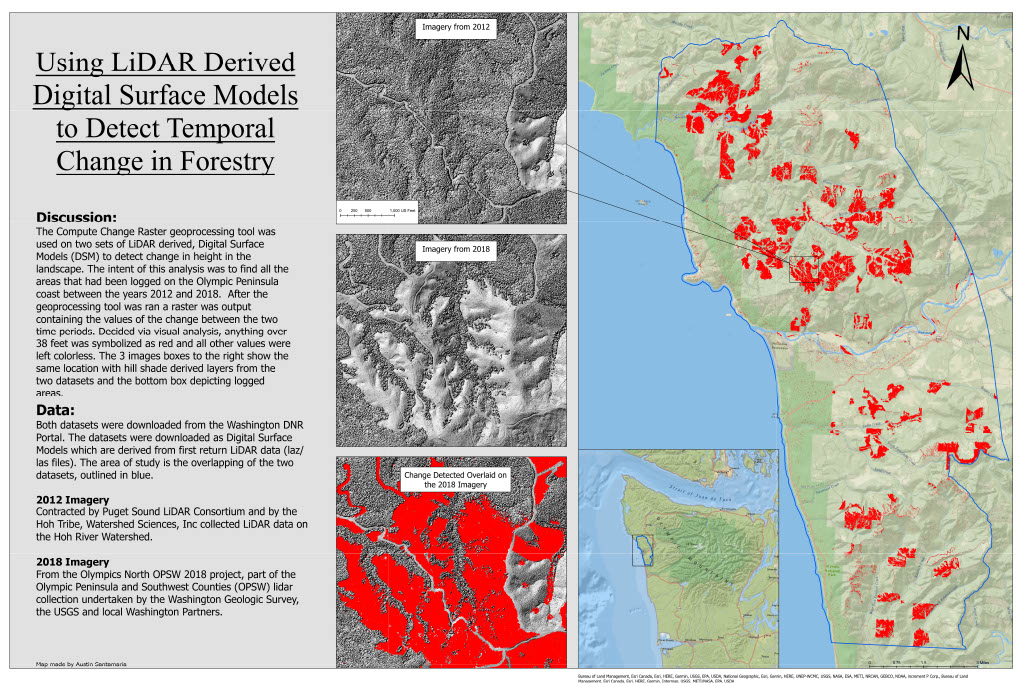 Using LiDAR Derived
Digital Surface Models
to Detect Temporal
Change in Forestry
Discussion:
The Compute Change Raster geoprocessing tool was
used on two sets of LiDAR derived, Digital Surface
Models (DSM) to detect change in height in the
landscape. The intent of this analysis was to find all the
areas that had been logged on the Olympic Peninsula
coast between the years 2012 and 2018. After the
geoprocessing tool was ran a raster was output
containing the values of the change between the two
time periods. Decided via visual analysis, anything over
38 feet was symbolized as red and all other values were
left colorless. The 3 images boxes to the right show the
same location with hill shade derived layers from the
two datasets and the bottom box depicting logged
areas.
Data:
Both datasets were downloaded from the Washington DNR
Portal. The datasets were downloaded as Digital Surface
Models which are derived from first return LiDAR data (laz/
las files). The area of study is the overlapping of the two
datasets, outlined in blue.
2012 Imagery
Contracted by Puget Sound LiDAR Consortium and by the
Hoh Tribe, Watershed Sciences, Inc collected LiDAR data on
the Hoh River Watershed.
2018 Imagery
From the Olympics North OPSW 2018 project, part of the
Olympic Peninsula and Southwest Counties (OPSW) lidar
collection undertaken by the Washington Geologic Survey,
the USGS and local Washington Partners.
Map made by Austin Santamaria
Imagery from 2012
0 250 500 1,000 US Feet
Imagery from 2018
Change Detected Overlaid on
the 2018 Imagery
N
Strait of Juan de Fuca
0 0.75 1.5 3 Miles
Bureau of Land Management, Esri Canada, Esri, HERE, Garmin, USGS, EPA, USDA, National Geographic, Esri, Garmin, HERE, UNEP-WCMC, USGS, NASA, ESA, METI, NRCAN, GEBCO, NOAA, increment P Corp., Bureau of Land
Management, Esri Canada, Esri, HERE, Garmin, Intermap, USGS, METI/NASA, EPA, USDA